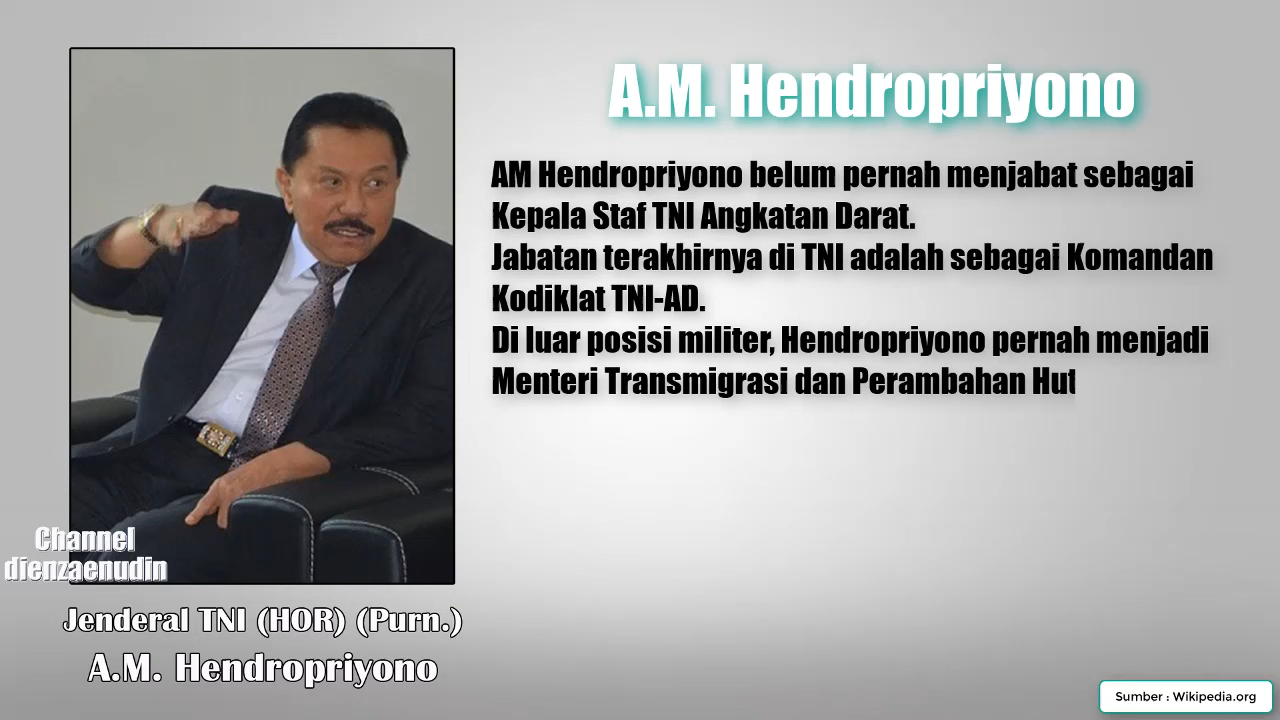 A.M. Hendropriyono
AM Hendropriyono belum pernah menjabat sebagai
Kepala Staf TNI Angkatan Darat.
Jabatan terakhirnya di TNI adalah sebagai Komandan
Kodiklat TNI-AD.
Di luar posisi militer, Hendropriyono pernah menjadi
Menteri Transmigrasi dan Perambahan Hut
Channel
dienzaenudin
Jenderal TNI (HOR) (Purn.)
A.M. Hendropriyono
Sumber : Wikipedia.org